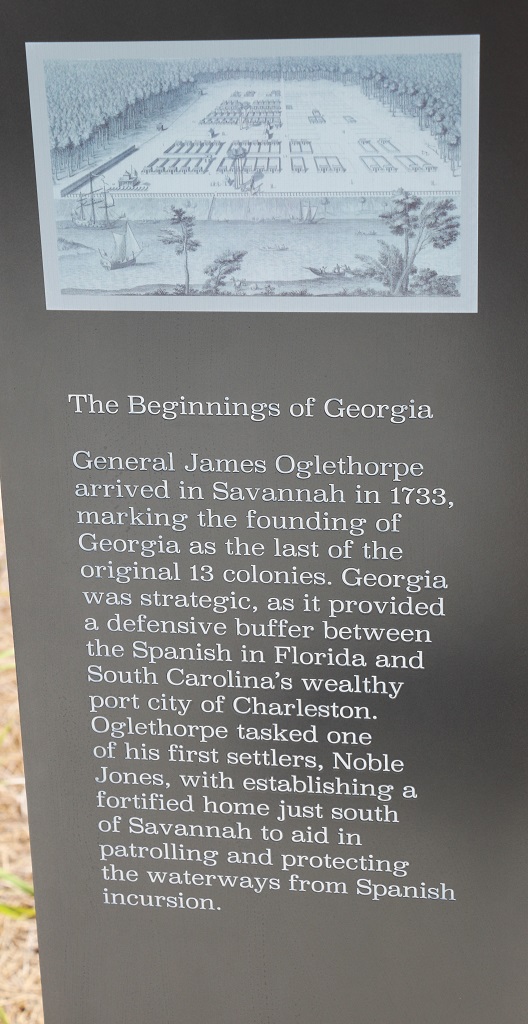 The Beginnings of Georgia
General James Oglethorpe
arrived in Savannah in 1733,
marking the founding of
Georgia as the last of the
original 13 colonies. Georgia
was strategic, as it provided
a defensive buffer between
the Spanish in Florida and
South Carolina's wealthy
port city of Charleston.
Oglethorpe tasked one
of his first settlers, Noble
Jones, with establishing a
fortified home just south
of Savannah to aid in
patrolling and protecting
the waterways from Spanish
incursion.